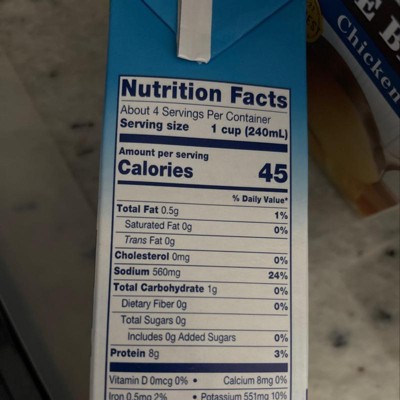 Nutrition Facts
About 4 Servings Per Container
Serving size 1 cup (240mL)
Amount per serving
Calories 45
% Daily Value*
Total Fat 0.5g 1%
Saturated Fat 0g 0%
Trans Fat 0g
Cholesterol 0mg 0%
Sodium 560mg 24%
Total Carbohydrate 1g 0%
Dietary Fiber 0g 0%
Total Sugars 0g
Includes 0g Added Sugars 0%
Protein 8g 3%
Vitamin D 0mcg 0% • Calcium 8mg 0%
Iron 0.5mg 2% • Potassium 551mg 10%
Chicken